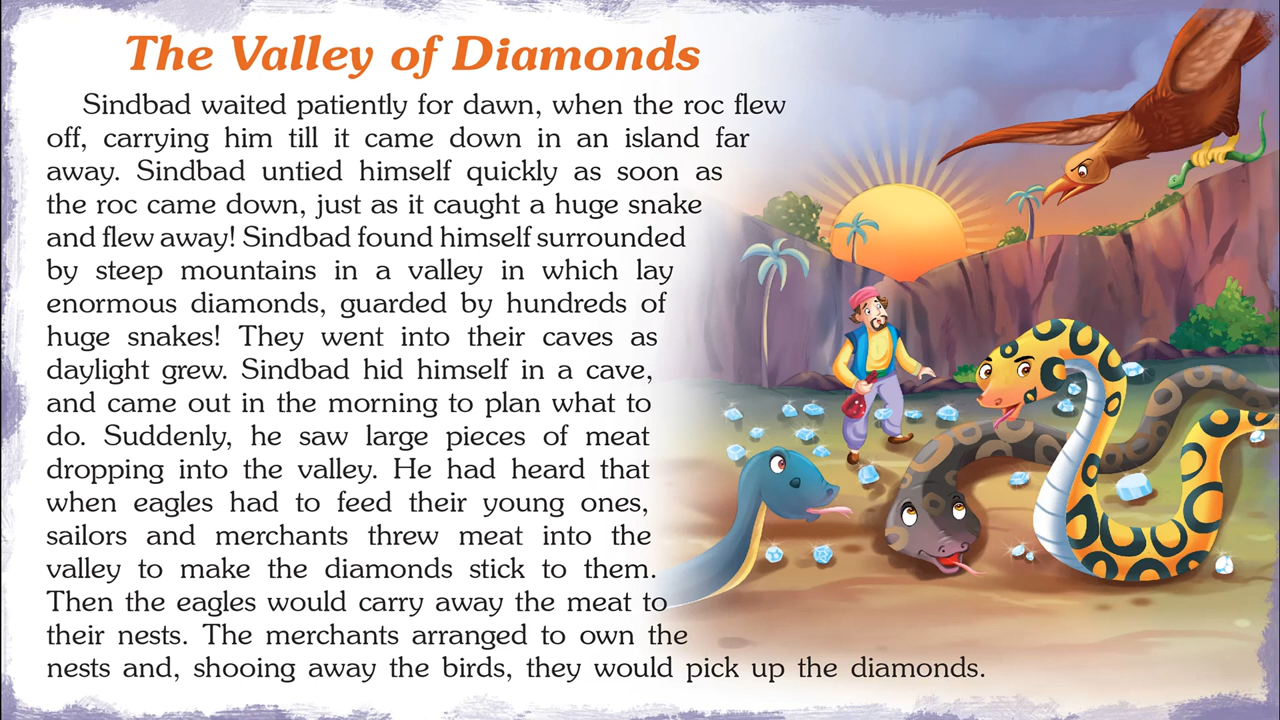 The Valley of Diamonds
Sindbad waited patiently for dawn, when the roc flew
off, carrying him till it came down in an island far
away. Sindbad untied himself quickly as soon as
the roc came down, just as it caught a huge snake
and flew away! Sindbad found himself surrounded
by steep mountains in a valley in which lay
enormous diamonds, guarded by hundreds of
huge snakes! They went into their caves as
daylight grew. Sindbad hid himself in a cave,
and came out in the morning to plan what to
do. Suddenly, he saw large pieces of meat
dropping into the valley. He had heard that
when eagles had to feed their young ones,
sailors and merchants threw meat into the
valley to make the diamonds stick to them.
Then the eagles would carry away the meat to
their nests. The merchants arranged to own the
nests and, shooing away the birds, they would pick up the diamonds.